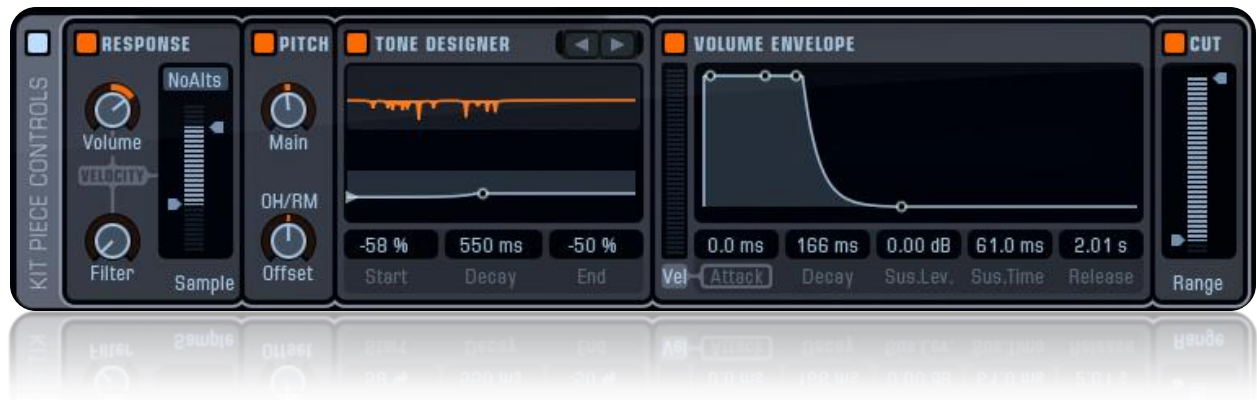 KIT PIECE CONTROLS
RESPONSE
NoAlts
Volume
VELOCITY
Filter
Sample
PITCH
Main
OH/RM
Offset
TONE DESIGNER
-58 % 550 ms -50 %
Start Decay End
VOLUME ENVELOPE
0.0 ms 166 ms 0.00 dB 61.0 ms 2.01 s
Vel Attack Decay Sus.Lev. Sus.Time Release
CUT
Range